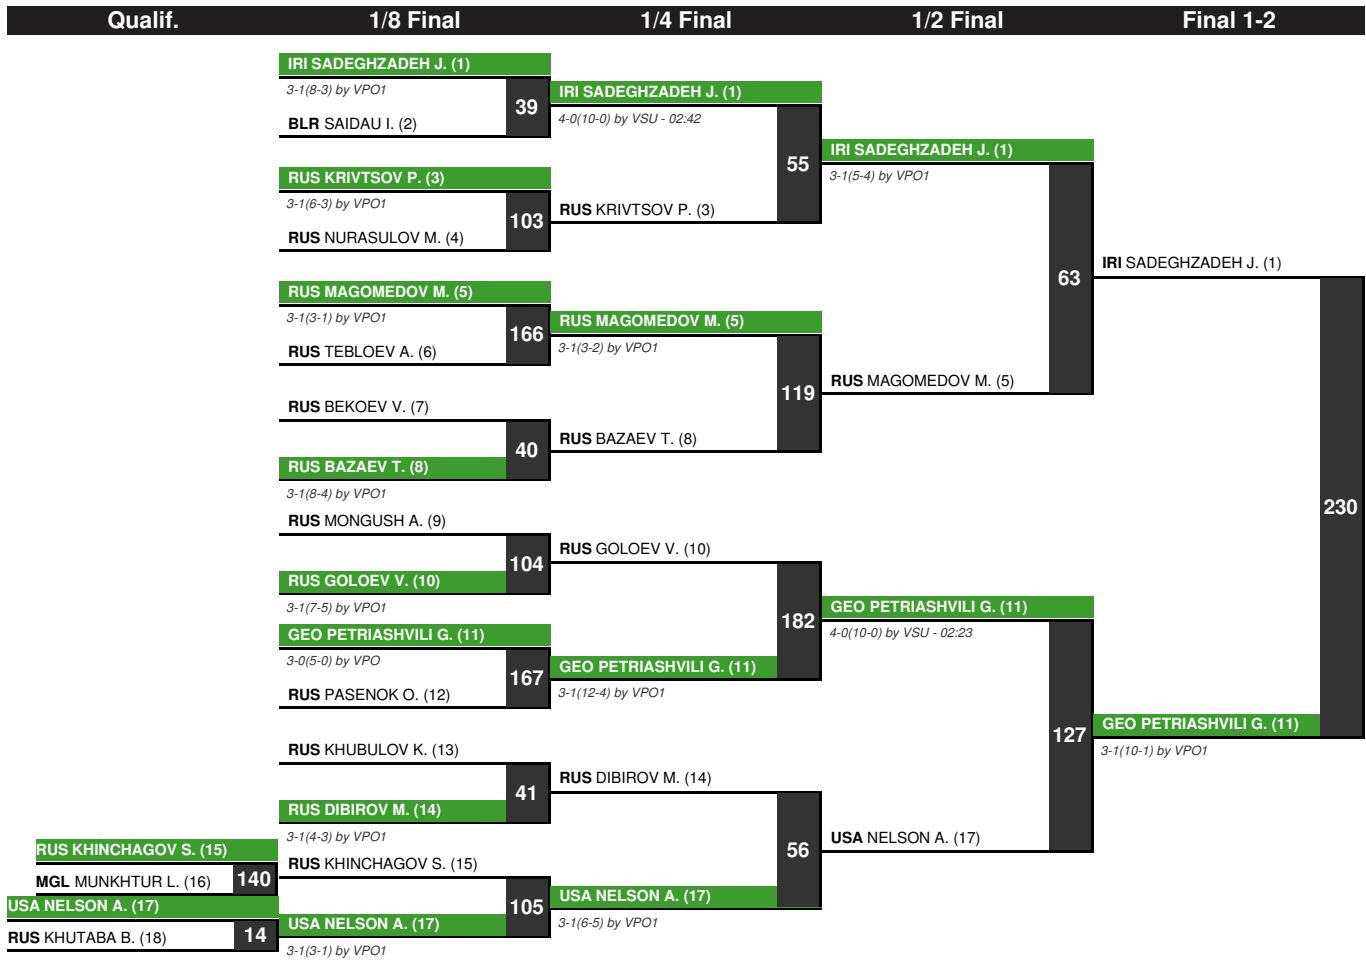 Qualif. 1/8 Final 1/4 Final 1/2 Final Final 1-2
IRI SADEGHZADEH J. (1)
3-1(8-3) by VPO1
39
BLR SAIDAU I. (2)
RUS KRIVTSOV P. (3)
3-1(6-3) by VPO1
103
RUS NURASULOV M. (4)
RUS MAGOMEDOV M. (5)
3-1(3-1) by VPO1
166
RUS TEBLOEV A. (6)
RUS BEKOEV V. (7)
40
RUS BAZAEV T. (8)
3-1(8-4) by VPO1
RUS MONGUSH A. (9)
104
RUS GOLOEV V. (10)
3-1(7-5) by VPO1
GEO PETRIASHVILI G. (11)
3-0(5-0) by VPO
167
RUS PASENOK O. (12)
RUS KHUBULOV K. (13)
41
RUS DIBIROV M. (14)
3-1(4-3) by VPO1
RUS KHINCHAGOV S. (15)
MGL MUNKHTUR L. (16)
140
USA NELSON A. (17)
RUS KHUTABA B. (18)
14
RUS KHINCHAGOV S. (15)
105
USA NELSON A. (17)
3-1(3-1) by VPO1
IRI SADEGHZADEH J. (1)
4-0(10-0) by VSU - 02:42
55
RUS KRIVTSOV P. (3)
RUS MAGOMEDOV M. (5)
3-1(3-2) by VPO1
119
RUS BAZAEV T. (8)
RUS GOLOEV V. (10)
182
GEO PETRIASHVILI G. (11)
3-1(12-4) by VPO1
RUS DIBIROV M. (14)
56
USA NELSON A. (17)
3-1(6-5) by VPO1
IRI SADEGHZADEH J. (1)
3-1(5-4) by VPO1
63
RUS MAGOMEDOV M. (5)
GEO PETRIASHVILI G. (11)
4-0(10-0) by VSU - 02:23
127
USA NELSON A. (17)
IRI SADEGHZADEH J. (1)
230
GEO PETRIASHVILI G. (11)
3-1(10-1) by VPO1